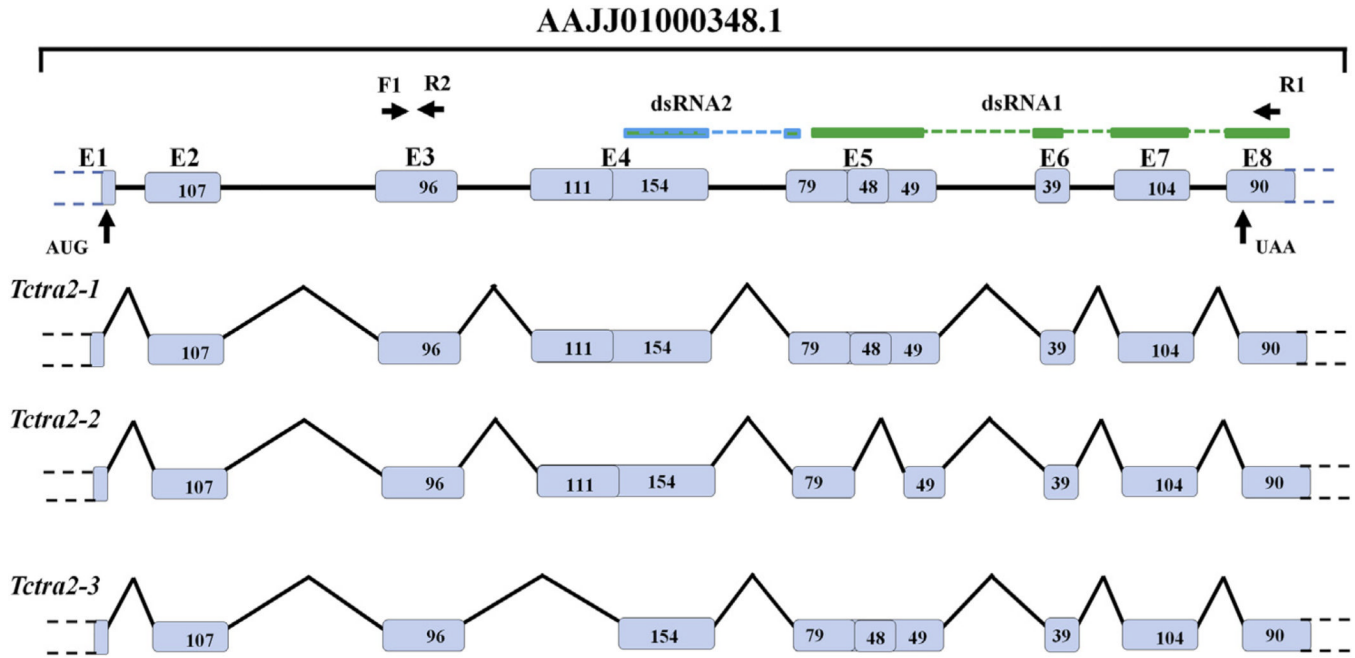 AAJJ01000348.1
F1 R2 dsRNA2 dsRNA1 R1
E1 E2 E3 E4 E5 E6 E7 E8
107 96 111 154 79 48 49 39 104 90
AUG UAA
Tctra2-1
107 96 111 154 79 48 49 39 104 90
Tctra2-2
107 96 111 154 79 49 39 104 90
Tctra2-3
107 96 154 79 48 49 39 104 90